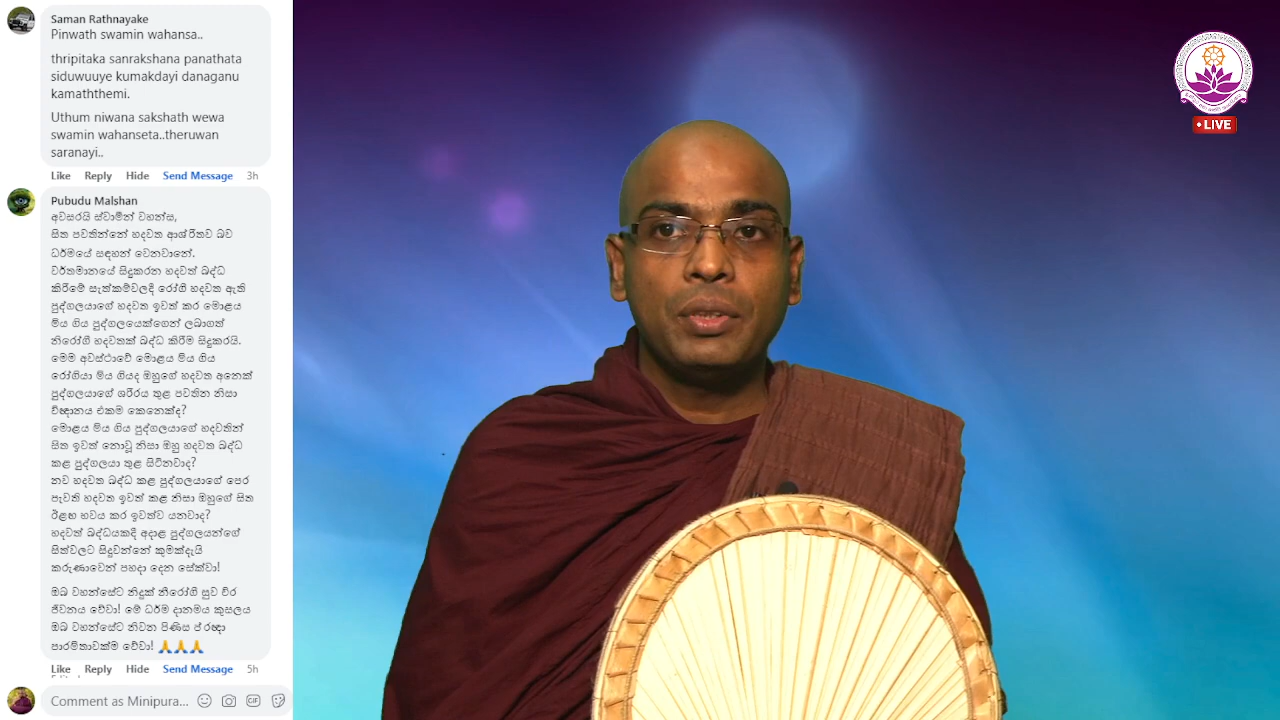 Saman Rathnayake
Pinwath swamin wahansa..
thripitaka sanrakshana panathata
siduwuuye kumakdayi danaganu
kamaththemi.
Uthum niwana sakshath wewa
swamin wahanseta..theruwan
saranayi..
Like Reply Hide Send Message 3h
Pubudu Malshan
අවසරයි ස්වාමීන් වහන්ස,
සිත පවතින්නේ හදවත ආශ්‍රිතව බව
ධර්මයේ සඳහන් වෙනවානේ.
වර්තමානයේ සිදුකරන හදවත් බද්ධ
කිරීමේ සැත්කම්වලදී රෝගී හදවත ඇති
පුද්ගලයාගේ හදවත ඉවත් කර මොළය
මිය ගිය පුද්ගලයෙක්ගෙන් ලබාගත්
නිරෝගී හදවතක් බද්ධ කිරීම සිදුකරයි.
මෙම අවස්ථාවේ මොළය මිය ගිය
රෝගියා මිය ගියද ඔහුගේ හදවත අනෙක්
පුද්ගලයාගේ ශරීරය තුළ පවතින නිසා
විඥානය එකම කෙනෙක්ද?
මොළය මිය ගිය පුද්ගලයාගේ හදවතින්
සිත ඉවත් නොවූ නිසා ඔහු හදවත බද්ධ
කළ පුද්ගලයා තුළ සිටිනවාද?
නව හදවත බද්ධ කළ පුද්ගලයාගේ පෙර
පැවති හදවත ඉවත් කළ නිසා ඔහුගේ සිත
ඊළඟ භවය කර ඉවත්ව යනවාද?
හදවත් බද්ධයකදී අදාළ පුද්ගලයන්ගේ
සිත්වලට සිදුවන්නේ කුමක්දැයි
කරුණාවෙන් පහදා දෙන සේක්වා!
ඔබ වහන්සේට නිදුක් නිරෝගී සුව චිර
ජීවනය වේවා! මේ ධර්ම දානමය කුසලය
ඔබ වහන්සේට නිවන පිණිස ප්‍රඥා
පාරමිතාවක්ම වේවා! 🙏🙏🙏
Like Reply Hide Send Message 5h
Comment as Minipura...
GIF
LIVE